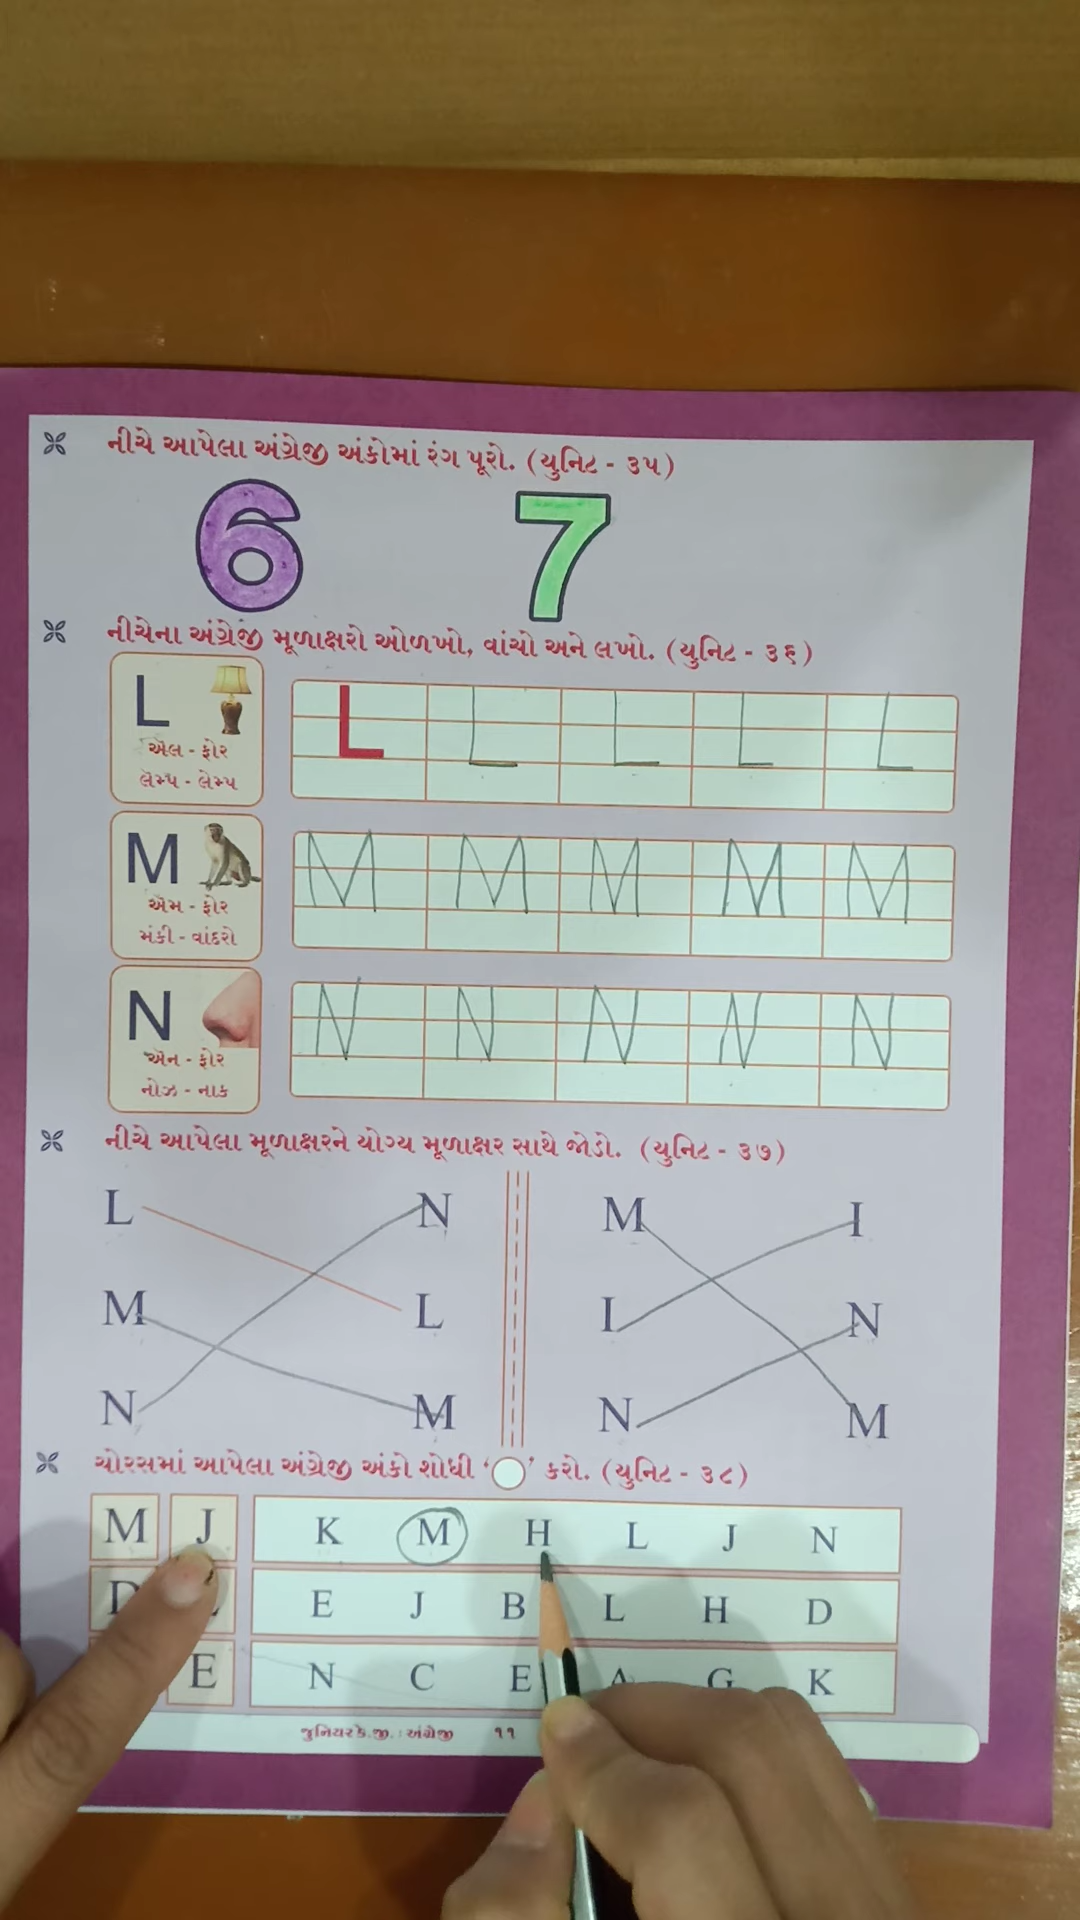 નીચે આપેલા અંગ્રેજી અંકોમાં રંગ પૂરો. (યુનિટ - ૩૫)
6 7
નીચેના અંગ્રેજી મૂળાક્ષરો ઓળખો, વાંચો અને લખો. (યુનિટ - ૩૬)
L L L L L L
એલ - ફોર
લેમ્પ - લેમ્પ
M M M M M M
એમ - ફોર
મંકી - વાંદરો
N N N N N N
એન - ફોર
નોઝ - નાક
નીચે આપેલા મૂળાક્ષરને યોગ્ય મૂળાક્ષર સાથે જોડો. (યુનિટ - ૩૭)
L N M I
M L I N
N M N M
ચોરસમાં આપેલા અંગ્રેજી અંકો શોધી ‘ ’ કરો. (યુનિટ - ૩૮)
M J K M H L J N
E J B L H D
E N C E A G K
જુનિયર કે.જી. : અંગ્રેજી ૧૧